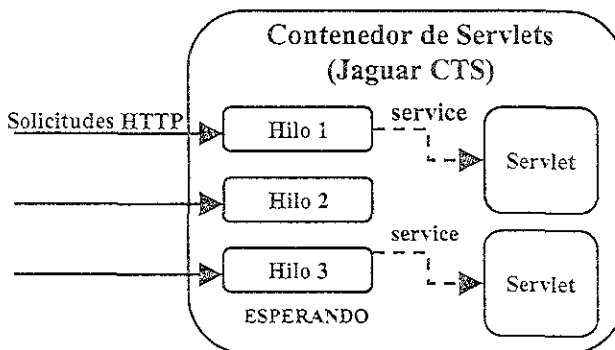 Contenedor de Servlets
(Jaguar CTS)
Solicitudes HTTP
Hilo 1
service
Servlet
Hilo 2
service
Hilo 3
Servlet
ESPERANDO